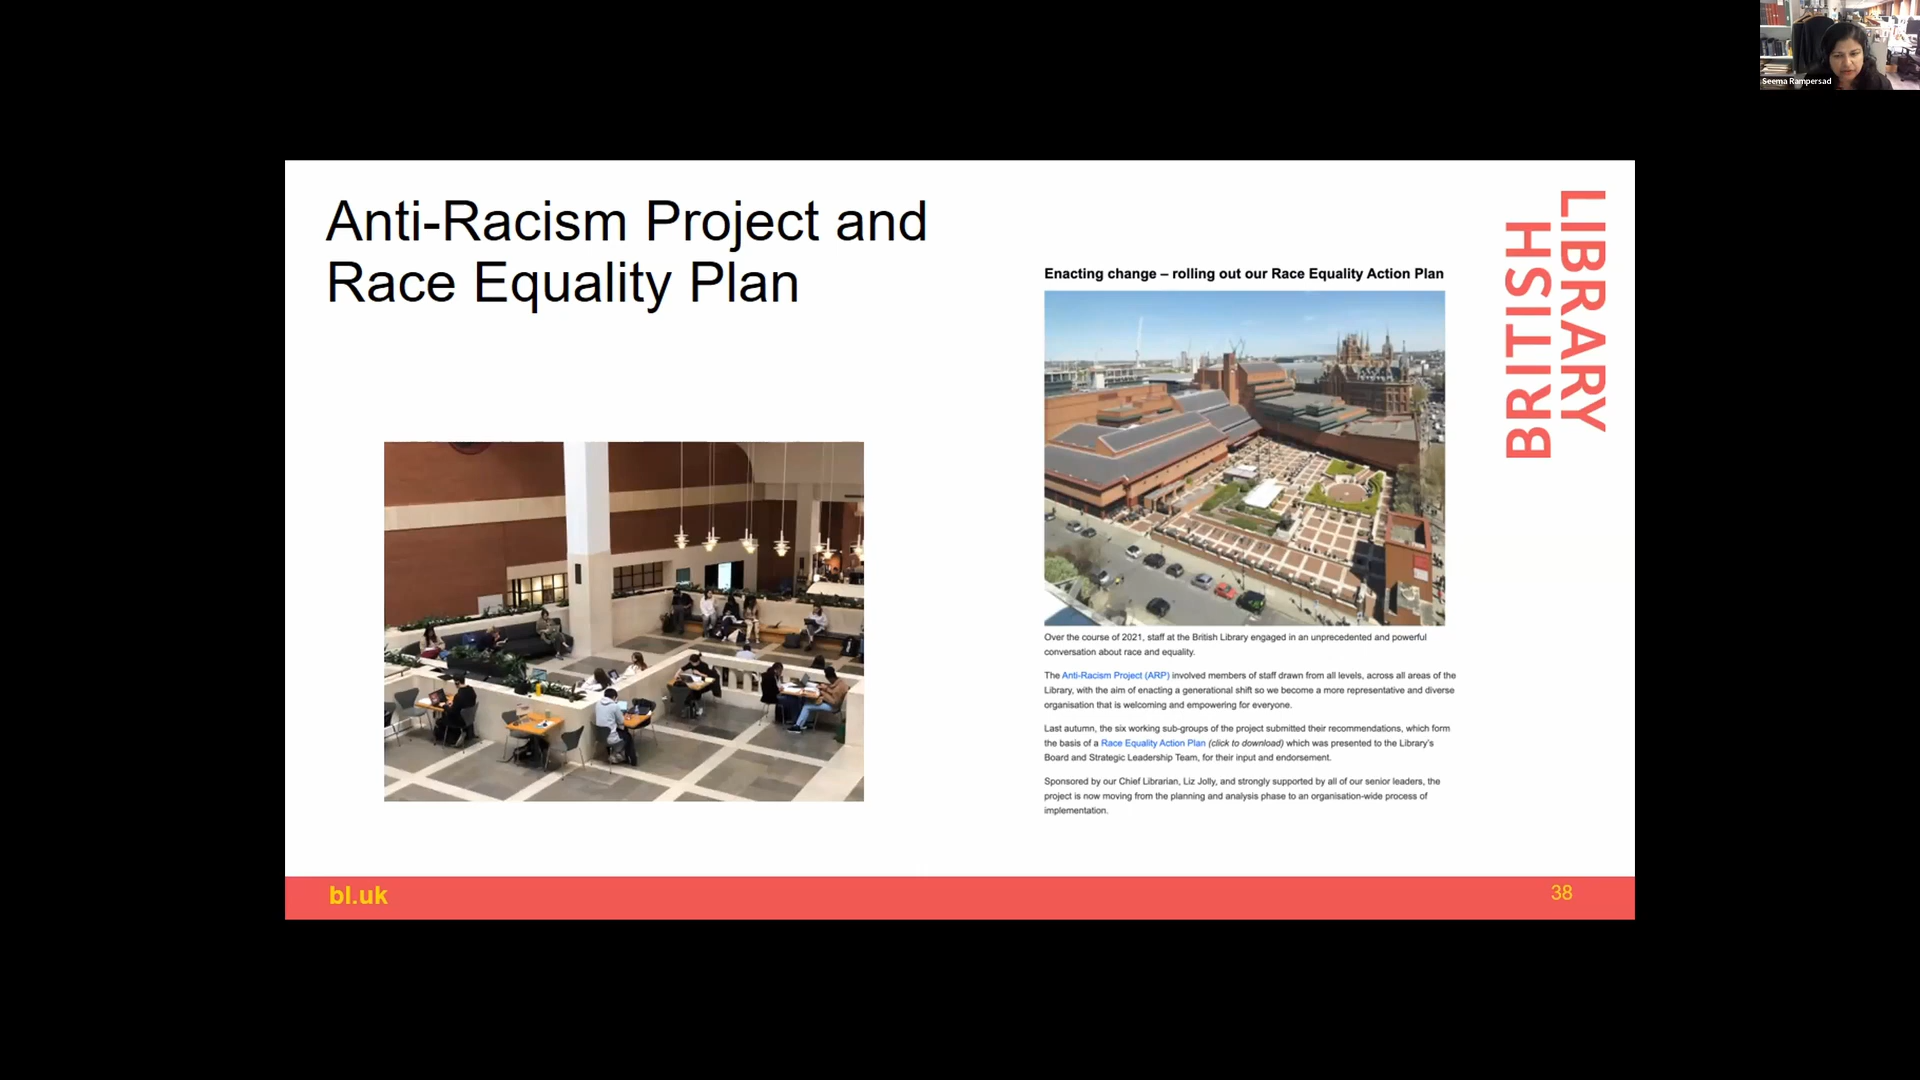 Seema Rampersad
Anti-Racism Project and
Race Equality Plan
BRITISH
LIBRARY
Enacting change – rolling out our Race Equality Action Plan
Over the course of 2021, staff at the British Library engaged in an unprecedented and powerful
conversation about race and equality.
The Anti-Racism Project (ARP) involved members of staff drawn from all levels, across all areas of the
Library, with the aim of enacting a generational shift so we become a more representative and diverse
organisation that is welcoming and empowering for everyone.
Last autumn, the six working sub-groups of the project submitted their recommendations, which form
the basis of a Race Equality Action Plan (click to download) which was presented to the Library's
Board and Strategic Leadership Team, for their input and endorsement.
Sponsored by our Chief Librarian, Liz Jolly, and strongly supported by all of our senior leaders, the
project is now moving from the planning and analysis phase to an organisation-wide process of
implementation.
bl.uk
38